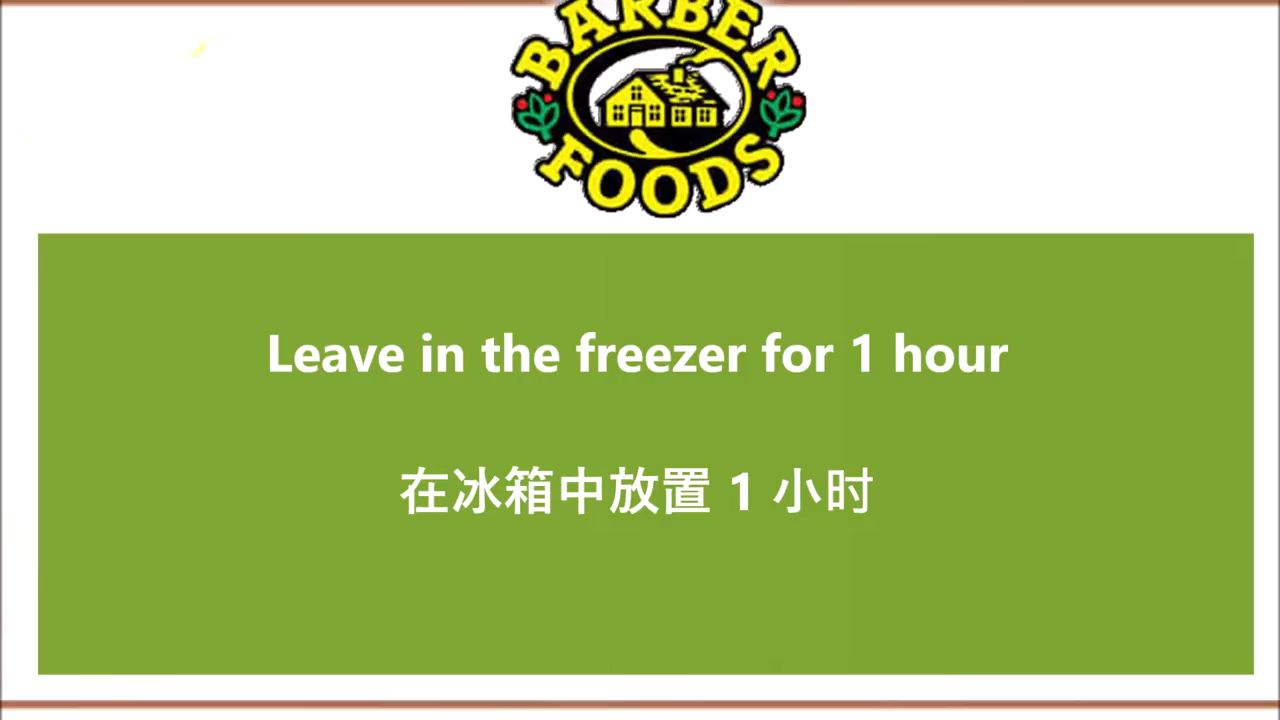 BARBER
FOODS
Leave in the freezer for 1 hour
在冰箱中放置 1 小时